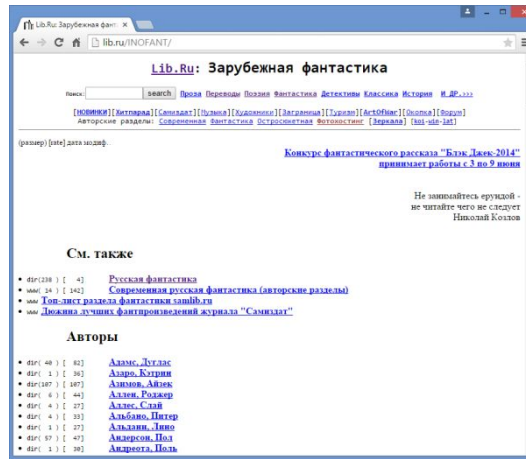 Lib.Ru: Зарубежная фант
lib.ru/INOFANT/
Lib.Ru: Зарубежная фантастика
Поиск: search Проза Переводы Поэзия Фантастика Детективы Классика История И ДР.>>>
[НОВИНКИ][Хитпарад][Самиздат][Музыка][Художники][Заграница][Туризм][ArtOfWar][Окопка][Форум]
Авторские разделы: Современная Фантастика Остросюжетная Фотохостинг [Зеркала] [koi-win-lat]
(размер) [rate] дата модиф.
Конкурс фантастического рассказа "Блэк Джек-2014"
принимает работы с 3 по 9 июня
Не занимайтесь ерундой -
не читайте чего не следует
Николай Козлов
См. также
dir(238 ) [ 4] Русская фантастика
www( 14 ) [ 142] Современная русская фантастика (авторские разделы)
www Топ-лист раздела фантастики samlib.ru
www Дюжина лучших фантпроизведений журнала "Самиздат"
Авторы
dir( 40 ) [ 82] Адамс, Дуглас
dir( 1 ) [ 36] Азаро, Кэтрин
dir(107 ) [ 107] Азимов, Айзек
dir( 6 ) [ 44] Аллен, Роджер
dir( 4 ) [ 27] Аллес, Слай
dir( 4 ) [ 33] Альбано, Питер
dir( 1 ) [ 27] Альдани, Лино
dir( 57 ) [ 47] Андерсон, Пол
dir( 1 ) [ 30] Андреота, Поль